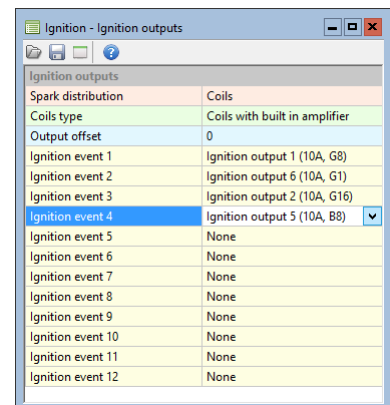 Ignition - Ignition outputs
Ignition outputs
Spark distribution Coils
Coils type Coils with built in amplifier
Output offset 0
Ignition event 1 Ignition output 1 (10A, G8)
Ignition event 2 Ignition output 6 (10A, G1)
Ignition event 3 Ignition output 2 (10A, G16)
Ignition event 4 Ignition output 5 (10A, B8)
Ignition event 5 None
Ignition event 6 None
Ignition event 7 None
Ignition event 8 None
Ignition event 9 None
Ignition event 10 None
Ignition event 11 None
Ignition event 12 None